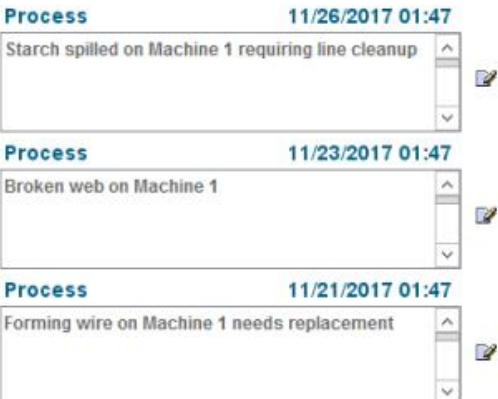 Process 11/26/2017 01:47
Starch spilled on Machine 1 requiring line cleanup
Process 11/23/2017 01:47
Broken web on Machine 1
Process 11/21/2017 01:47
Forming wire on Machine 1 needs replacement